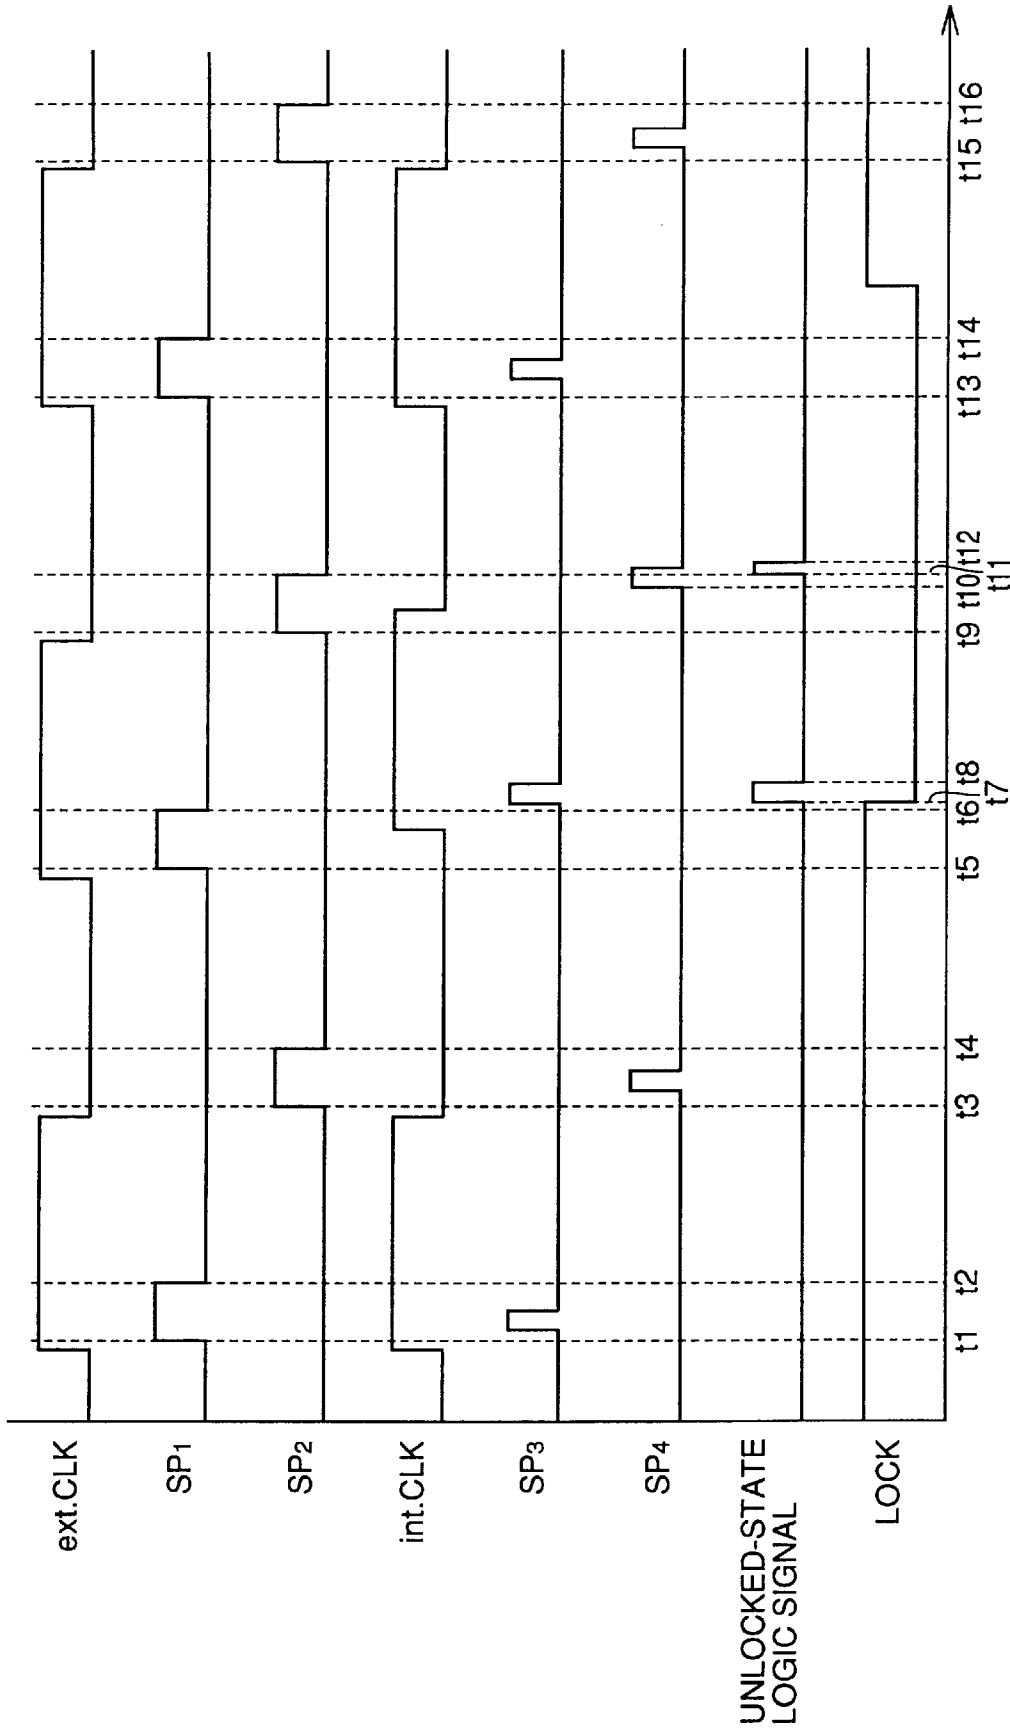 ext.CLK
SP1
SP2
int.CLK
SP3
SP4
UNLOCKED-STATE
LOGIC SIGNAL
LOCK
t1 t2 t3 t4 t5 t6 t8 t9 t10 t12 t13 t14 t15 t16
t7 t11